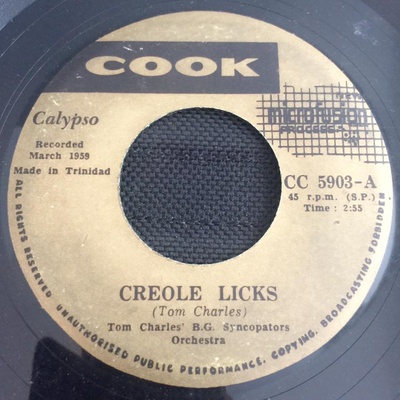 COOK
Calypso
microfusion
PROCESS
Recorded
March 1959
Made in Trinidad
CC 5903-A
45 r.p.m. (S.P.)
Time : 2:55
CREOLE LICKS
(Tom Charles)
Tom Charles' B.G. Syncopators
Orchestra
ALL RIGHTS RESERVED UNAUTHORISED PUBLIC PERFORMANCE, COPYING, BROADCASTING FORBIDDEN